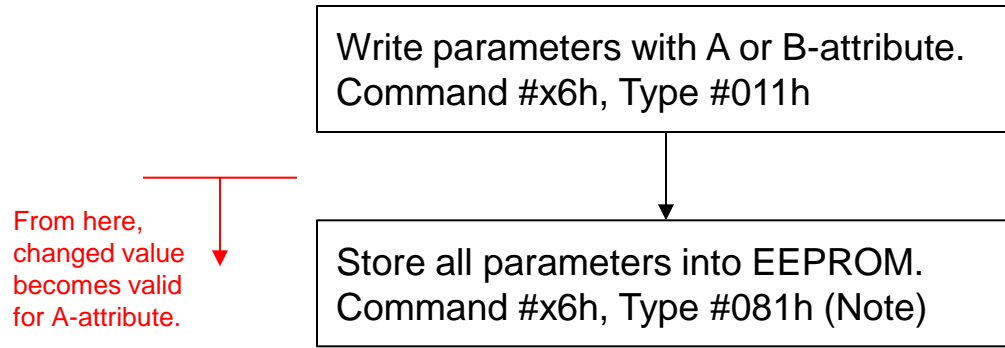 Write parameters with A or B-attribute.
Command #x6h, Type #011h
From here,
changed value
becomes valid
for A-attribute.
Store all parameters into EEPROM.
Command #x6h, Type #081h (Note)